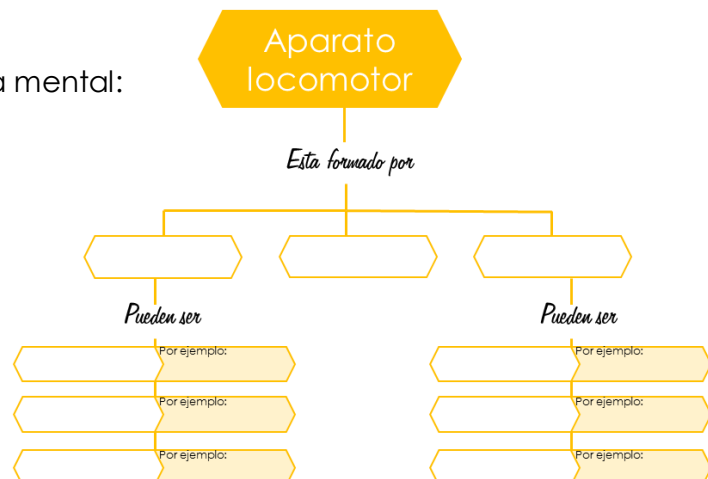 Aparato
locomotor
a mental:
Esta formado por
Pueden ser
Pueden ser
Por ejemplo:
Por ejemplo:
Por ejemplo:
Por ejemplo:
Por ejemplo:
Por ejemplo: